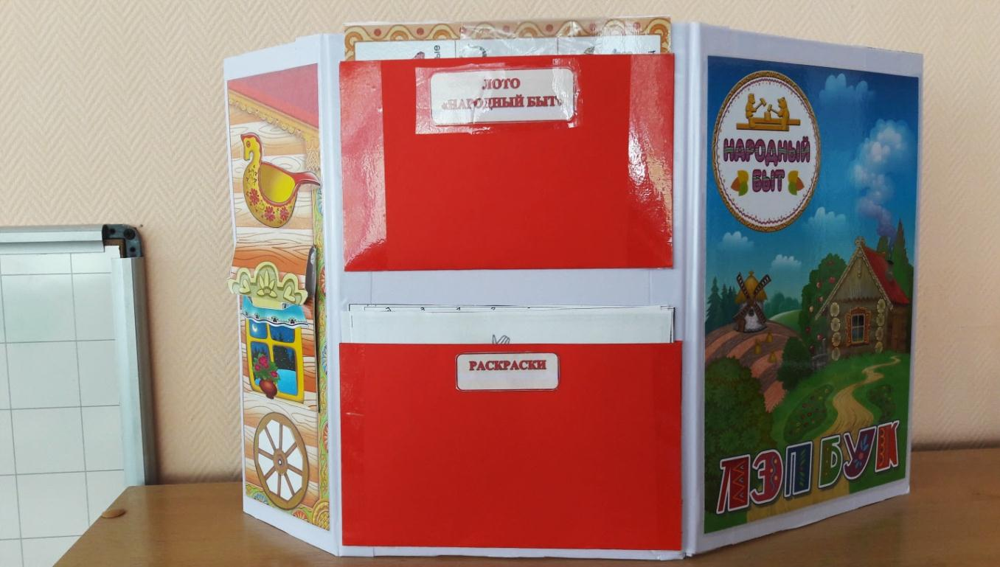 ЛОТО
«НАРОДНЫЙ БЫТ»
РАСКРАСКИ
НАРОДНЫЙ
БЫТ
ЛЭП БУК